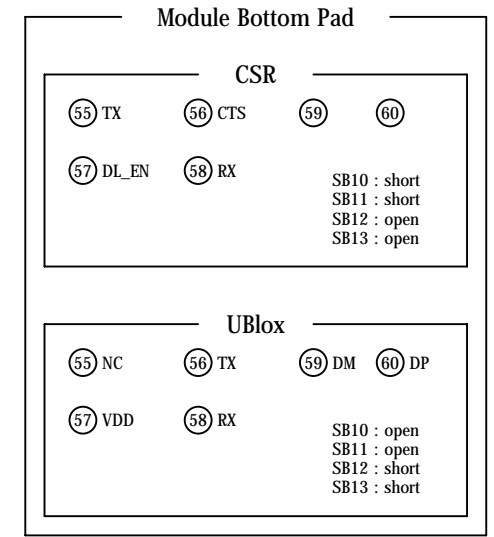 Module Bottom Pad
CSR
55 TX 56 CTS 59 60
57 DL_EN 58 RX
SB10 : short
SB11 : short
SB12 : open
SB13 : open
UBlox
55 NC 56 TX 59 DM 60 DP
57 VDD 58 RX
SB10 : open
SB11 : open
SB12 : short
SB13 : short